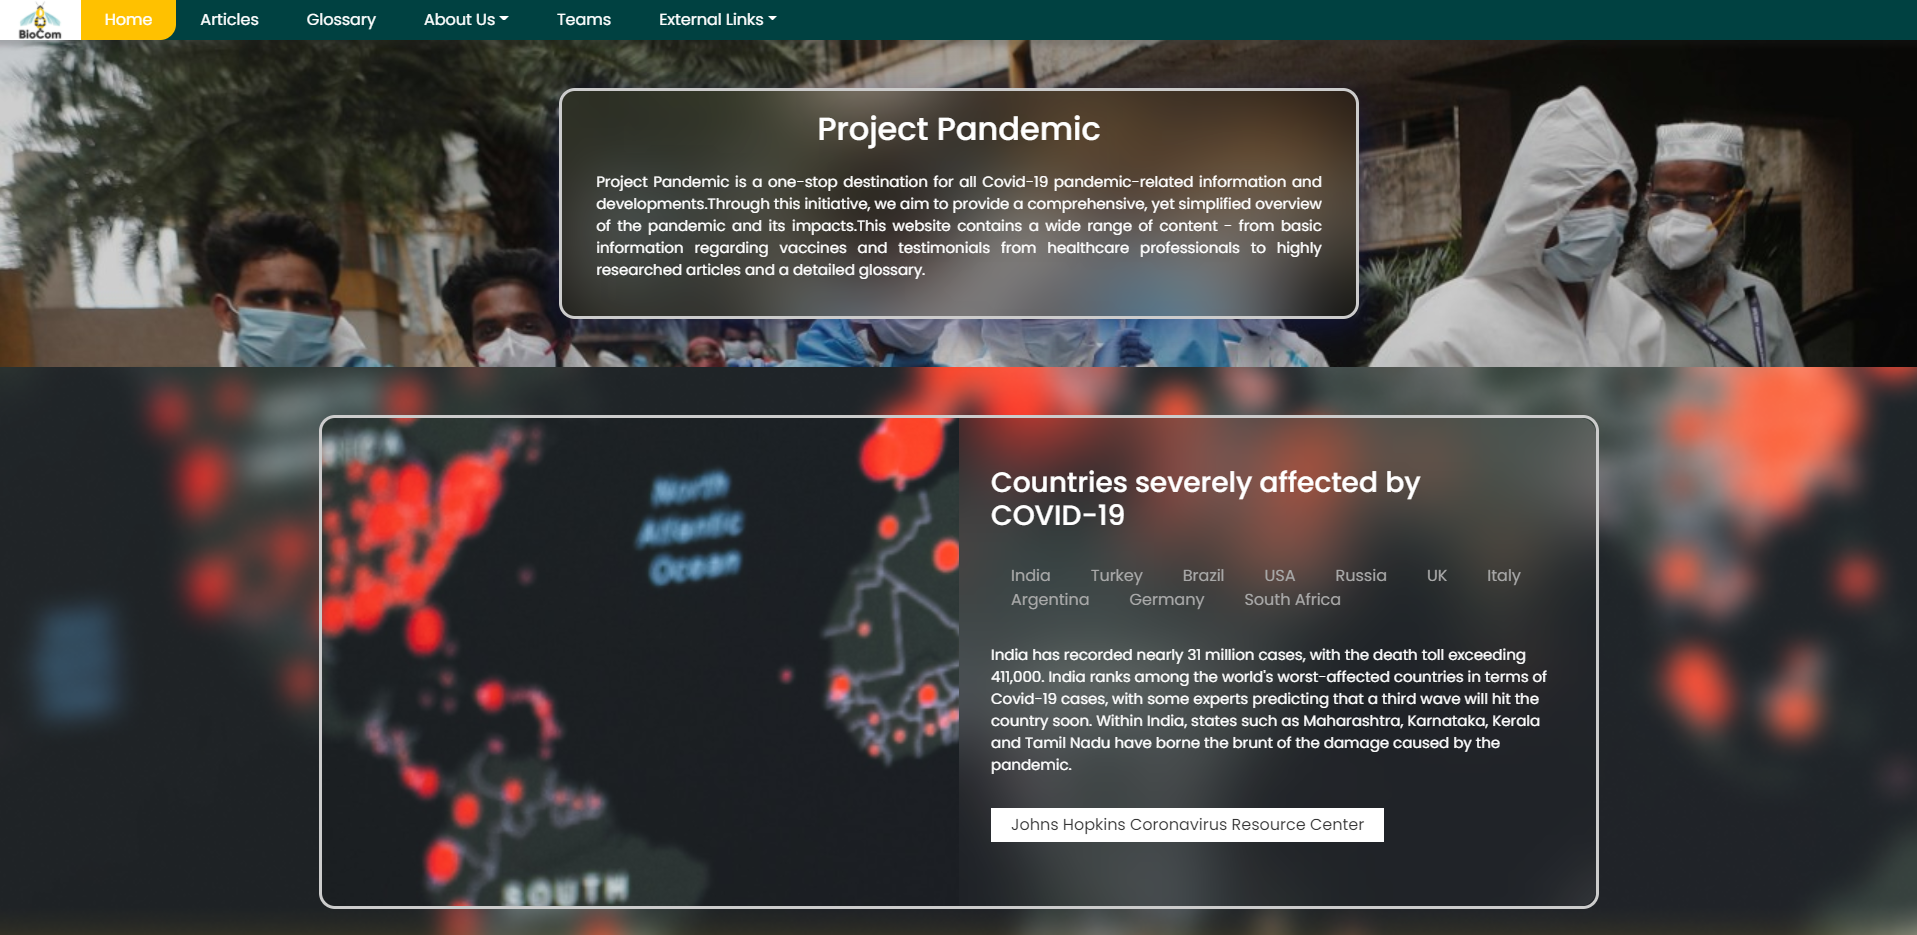 BioCom
Home Articles Glossary About Us Teams External Links
Project Pandemic
Project Pandemic is a one-stop destination for all Covid-19 pandemic-related information and
developments.Through this initiative, we aim to provide a comprehensive, yet simplified overview
of the pandemic and its impacts.This website contains a wide range of content - from basic
information regarding vaccines and testimonials from healthcare professionals to highly
researched articles and a detailed glossary.
North
Atlantic
Ocean
SOUTH
Countries severely affected by
COVID-19
India Turkey Brazil USA Russia UK Italy
Argentina Germany South Africa
India has recorded nearly 31 million cases, with the death toll exceeding
411,000. India ranks among the world's worst-affected countries in terms of
Covid-19 cases, with some experts predicting that a third wave will hit the
country soon. Within India, states such as Maharashtra, Karnataka, Kerala
and Tamil Nadu have borne the brunt of the damage caused by the
pandemic.
Johns Hopkins Coronavirus Resource Center